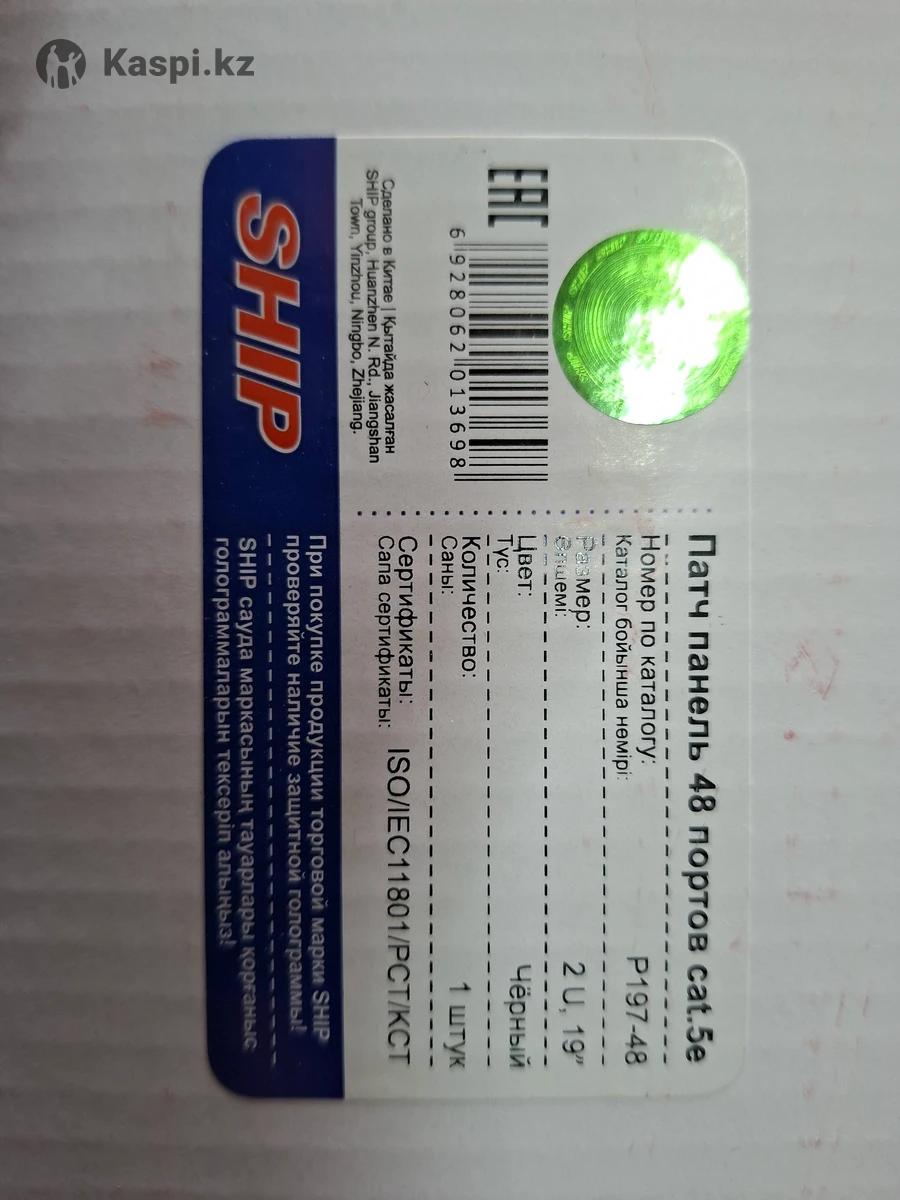 Kaspi.kz
Патч панель 48 портов cat.5e
Номер по каталогу:
Каталог бойынша нөмірі:
P197-48
Размер:
Өлшемі:
2 U, 19”
Цвет:
Түс:
Чёрный
Количество:
Саны:
1 штук
Сертификаты:
Сапа сертификаты:
ISO/IEC11801/РСТ/КСТ
EAC
6 928062 013698
Сделано в Китае | Қытайда жасалған
SHIP group, Huanzhen N. Rd., Jiangshan
Town, Yinzhou, Ningbo, Zhejiang.
SHIP
При покупке продукции торговой марки SHIP
проверяйте наличие защитной голограммы!
SHIP сауда маркасының тауарлары қорғаныс
голограммаларын тексеріп алыңыз!